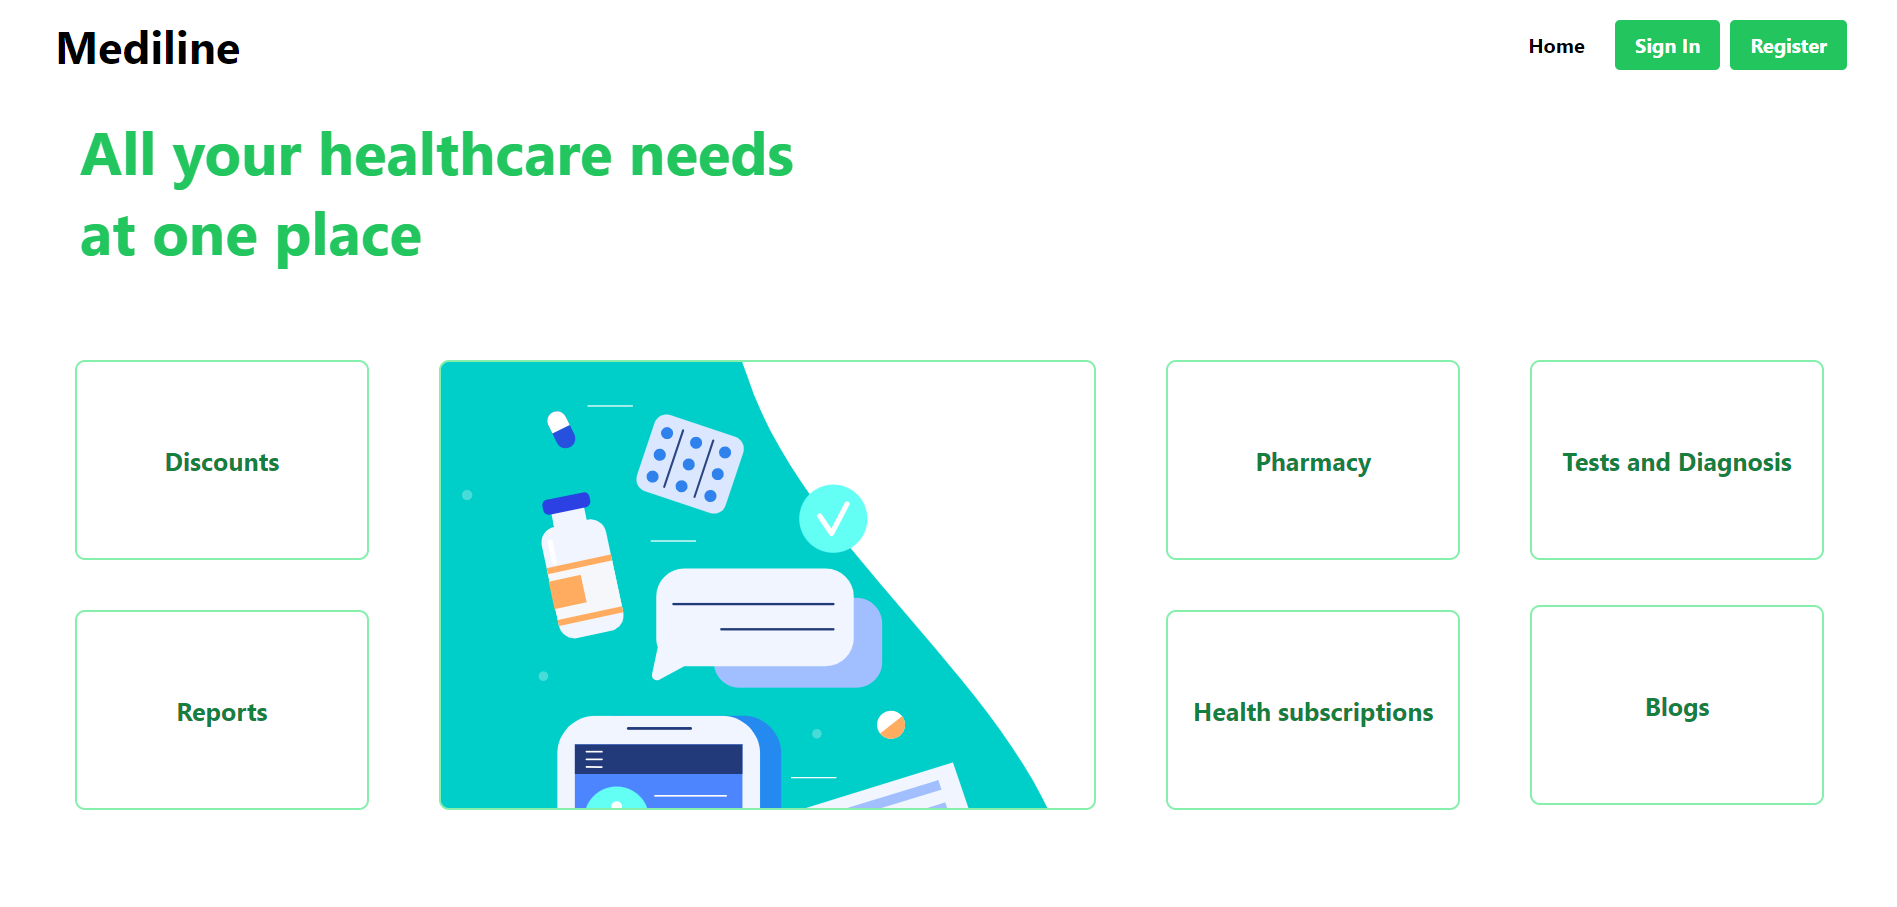 Mediline
Home
Sign In
Register
All your healthcare needs
at one place
Discounts
Pharmacy
Tests and Diagnosis
Reports
Health subscriptions
Blogs